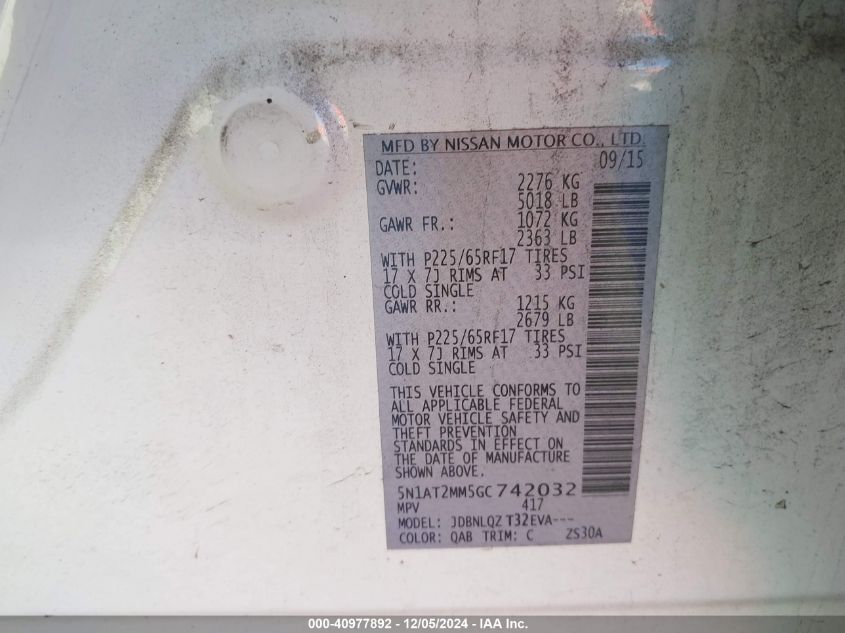 MFD BY NISSAN MOTOR CO., LTD
DATE: 09/15
GVWR: 2276 KG
5018 LB
GAWR FR.: 1072 KG
2363 LB
WITH P225/65RF17 TIRES
17 X 7J RIMS AT 33 PSI
COLD SINGLE
GAWR RR.: 1215 KG
2679 LB
WITH P225/65RF17 TIRES
17 X 7J RIMS AT 33 PSI
COLD SINGLE
THIS VEHICLE CONFORMS TO
ALL APPLICABLE FEDERAL
MOTOR VEHICLE SAFETY AND
THEFT PREVENTION
STANDARDS IN EFFECT ON
THE DATE OF MANUFACTURE
SHOWN ABOVE.
5N1AT2MM5GC742032
MPV 417
MODEL: JDBNLQZ T32EVA---
COLOR: QAB TRIM: C ZS30A
000-40977892 - 12/05/2024 - IAA Inc.